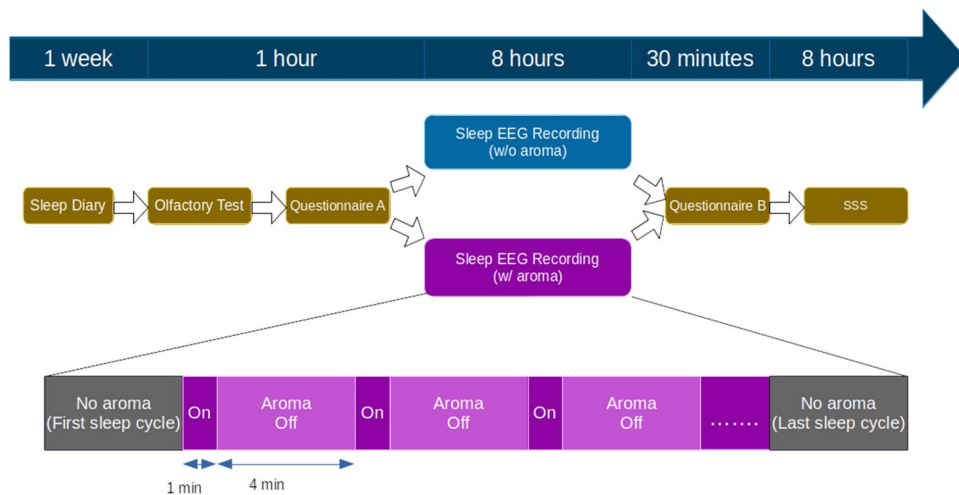 1 week
1 hour
8 hours
30 minutes
8 hours
Sleep EEG Recording
(w/o aroma)
Sleep Diary
Olfactory Test
Questionnaire A
Questionnaire B
SSS
Sleep EEG Recording
(w/ aroma)
No aroma
(First sleep cycle)
On
Aroma
Off
On
Aroma
Off
On
Aroma
Off
.......
No aroma
(Last sleep cycle)
1 min
4 min